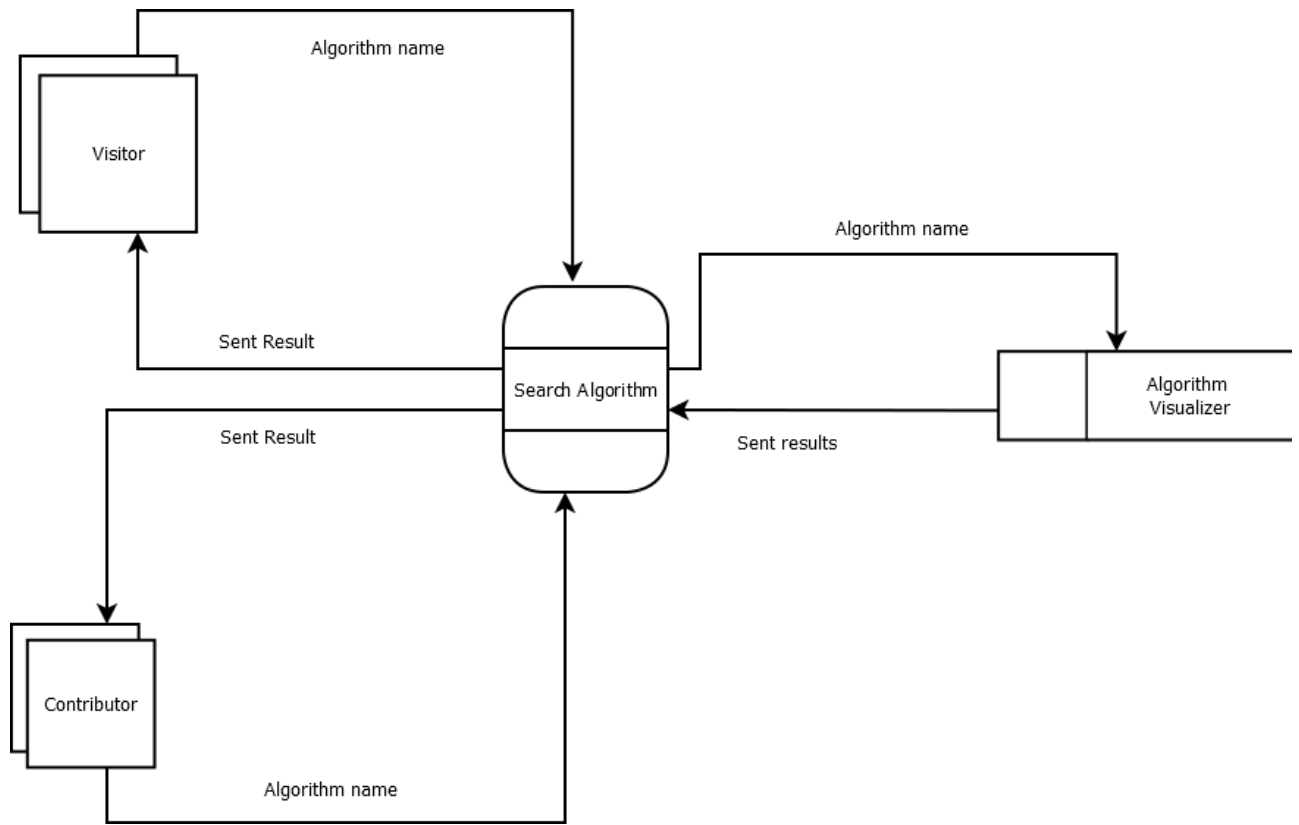 Algorithm name
Visitor
Algorithm name
Sent Result
Search Algorithm
Algorithm
Visualizer
Sent Result
Sent results
Contributor
Algorithm name